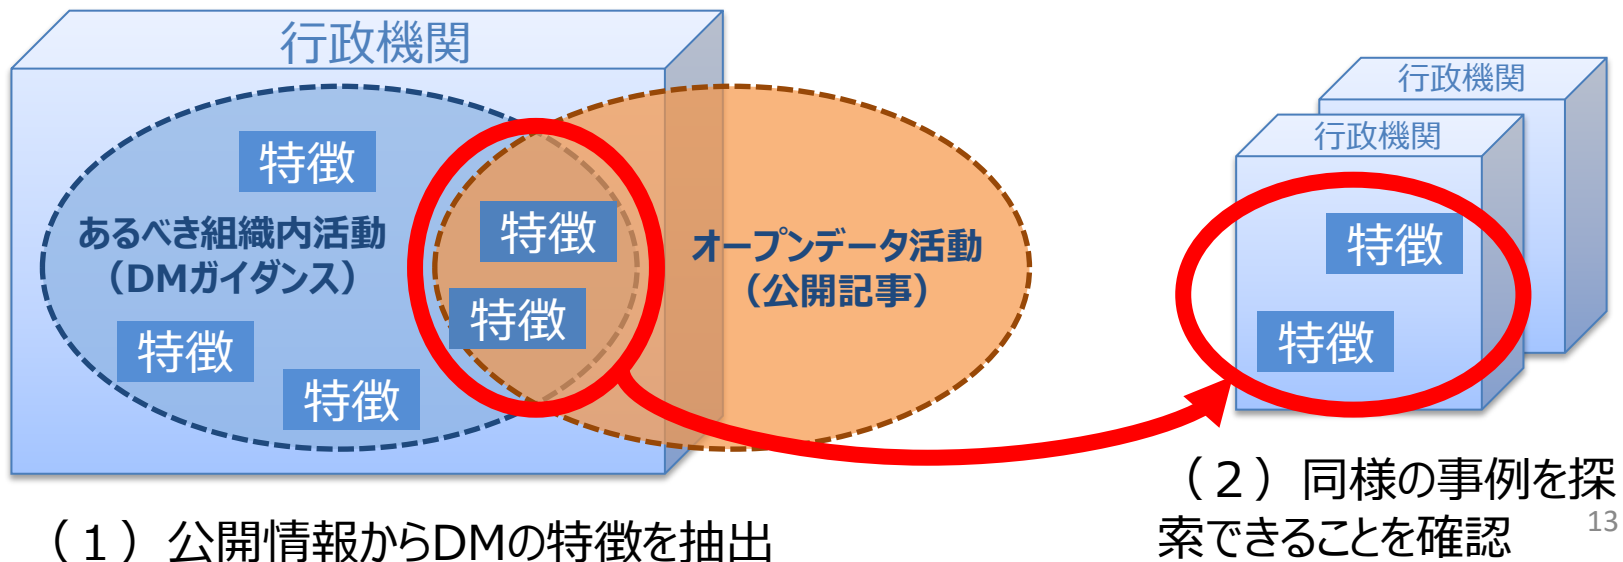 行政機関
特徴
あるべき組織内活動
（DMガイダンス）
特徴
特徴
特徴
特徴
オープンデータ活動
（公開記事）
行政機関
行政機関
特徴
特徴
（１）公開情報からDMの特徴を抽出
（２）同様の事例を探
索できることを確認
13